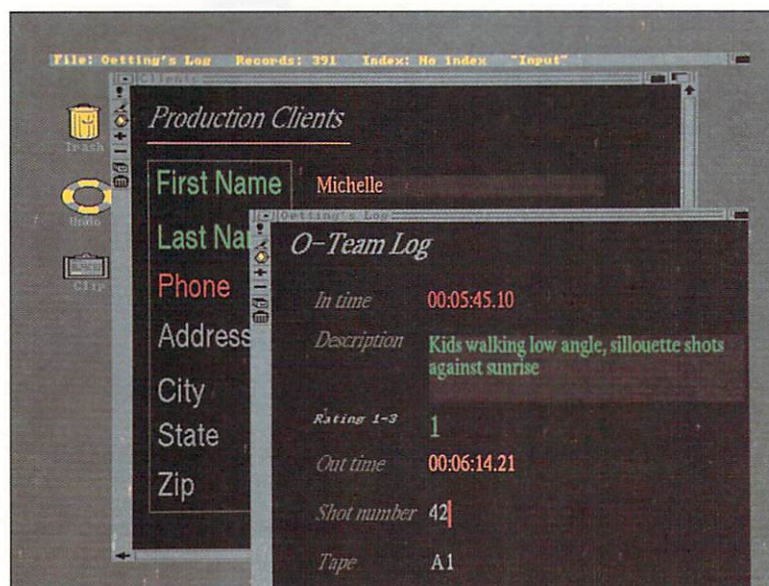 File: Oetting's Log Records: 391 Index: No index "Input"
Clients
Trash
Undo
Clip
Production Clients
First Name Michelle
Last Na
Phone
Address
City
State
Zip
Oetting's Log
O-Team Log
In time 00:05:45.10
Description Kids walking low angle, sillouette shots
against sunrise
Rating 1-3 1
Out time 00:06:14.21
Shot number 42
Tape A1